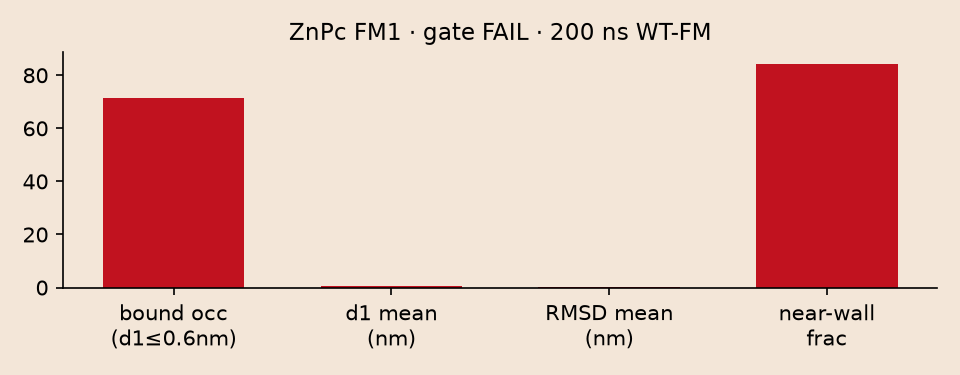 ZnPc FM1 · gate FAIL · 200 ns WT-FM
80
60
40
20
0
bound occ
(d1≤0.6nm)
d1 mean
(nm)
RMSD mean
(nm)
near-wall
frac